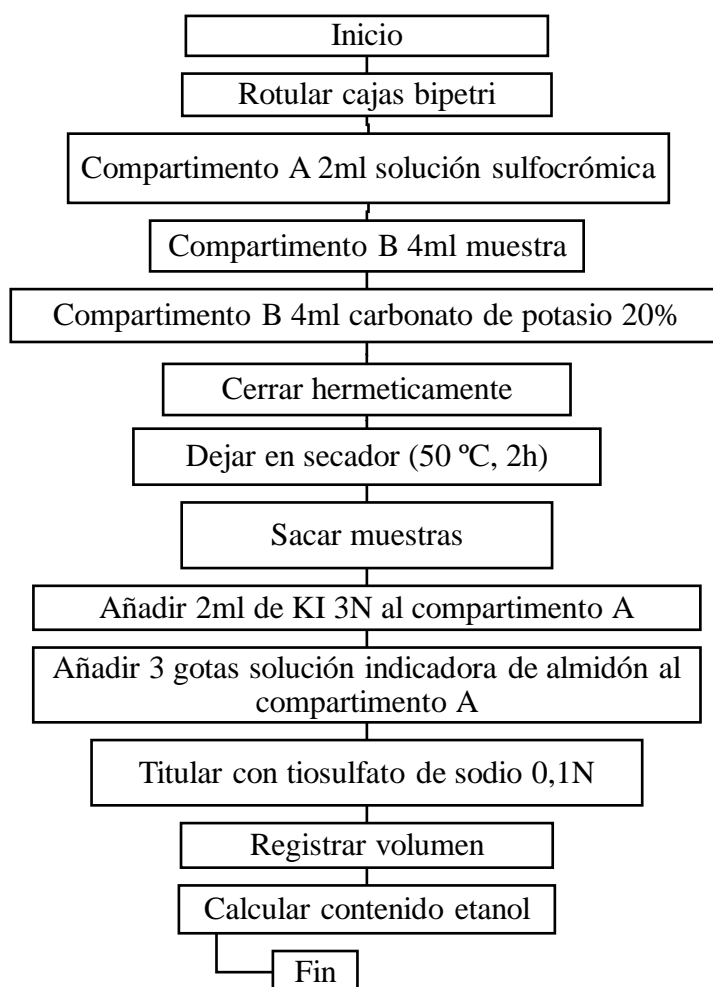 Inicio
Rotular cajas bipetri
Compartimento A 2ml solución sulfocrómica
Compartimento B 4ml muestra
Compartimento B 4ml carbonato de potasio 20%
Cerrar hermeticamente
Dejar en secador (50 ºC, 2h)
Sacar muestras
Añadir 2ml de KI 3N al compartimento A
Añadir 3 gotas solución indicadora de almidón al
compartimento A
Titular con tiosulfato de sodio 0,1N
Registrar volumen
Calcular contenido etanol
Fin